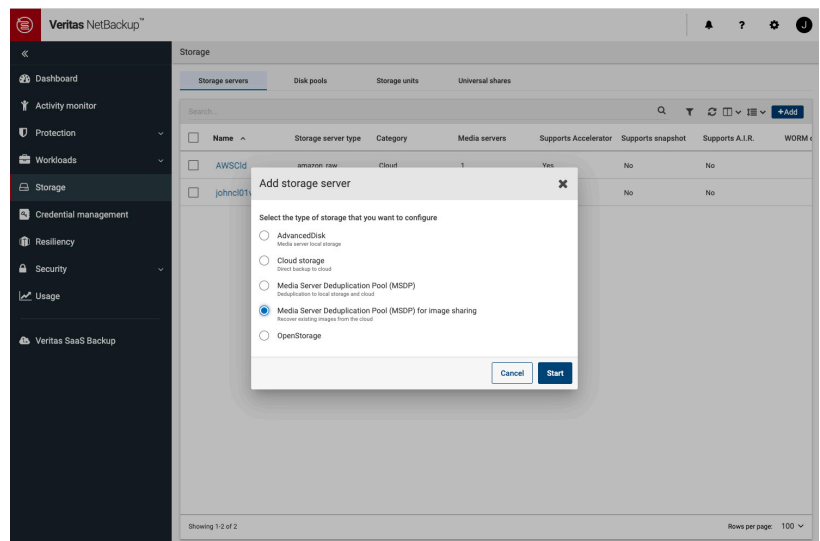 Veritas NetBackup™
?
J
Dashboard
Activity monitor
Protection
Workloads
Storage
Credential management
Resiliency
Security
Usage
Veritas SaaS Backup
Storage
Storage servers Disk pools Storage units Universal shares
Search...
+Add
Name Storage server type Category Media servers Supports Accelerator Supports snapshot Supports A.I.R. WORM
AWSCld amazon_raw Cloud 1 Yes No No
No No
Add storage server
Select the type of storage that you want to configure
AdvancedDisk
Media server local storage
Cloud storage
Direct backup to cloud
Media Server Deduplication Pool (MSDP)
Deduplication to local storage and cloud
Media Server Deduplication Pool (MSDP) for image sharing
Recover existing images from the cloud
OpenStorage
Cancel Start
Showing 1-2 of 2
Rows per page: 100